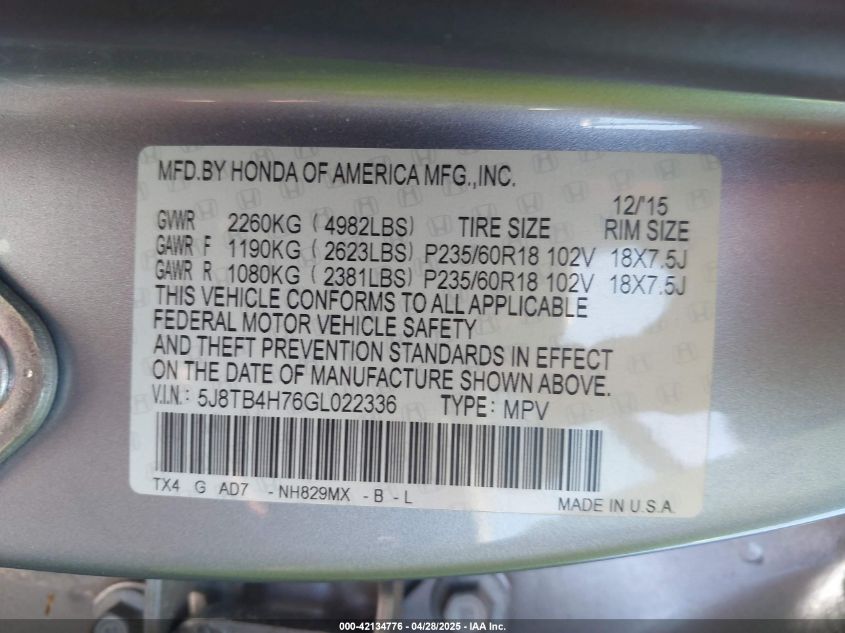 MFD.BY HONDA OF AMERICA MFG.,INC.
12/'15
GVWR 2260KG ( 4982LBS) TIRE SIZE RIM SIZE
GAWR F 1190KG ( 2623LBS) P235/60R18 102V 18X7.5J
GAWR R 1080KG ( 2381LBS) P235/60R18 102V 18X7.5J
THIS VEHICLE CONFORMS TO ALL APPLICABLE
FEDERAL MOTOR VEHICLE SAFETY
AND THEFT PREVENTION STANDARDS IN EFFECT
ON THE DATE OF MANUFACTURE SHOWN ABOVE.
V.I.N.: 5J8TB4H76GL022336 TYPE: MPV
TX4 G AD7 -NH829MX -B -L
MADE IN U.S.A.
000-42134776 - 04/28/2025 - IAA Inc.